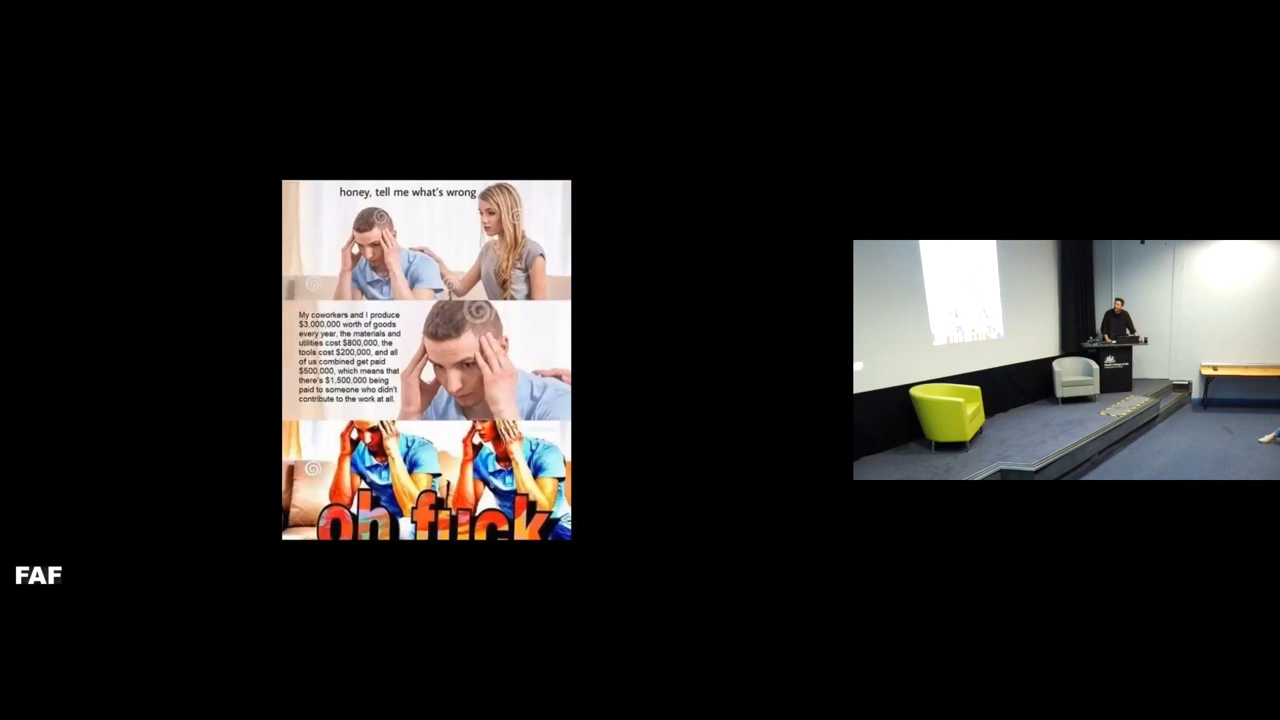 honey, tell me what's wrong
My coworkers and I produce
$3,000,000 worth of goods
every year, the materials and
utilities cost $800,000, the
tools cost $200,000, and all
of us combined get paid
$500,000, which means that
there's $1,500,000 being
paid to someone who didn't
contribute to the work at all.
oh fuck
FAF